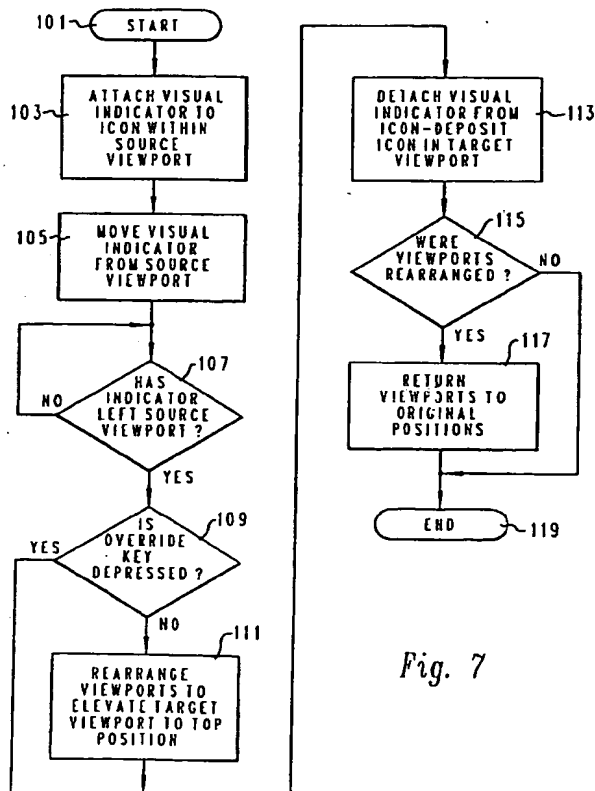 101
START
103
ATTACH VISUAL
INDICATOR TO
ICON WITHIN
SOURCE
VIEWPORT
105
MOVE VISUAL
INDICATOR
FROM SOURCE
VIEWPORT
107
HAS
INDICATOR
LEFT SOURCE
VIEWPORT ?
NO
YES
109
IS
OVERRIDE
KEY
DEPRESSED ?
YES
NO
111
REARRANGE
VIEWPORTS TO
ELEVATE TARGET
VIEWPORT TO TOP
POSITION
DETACH VISUAL
INDICATOR FROM
ICON-DEPOSIT
ICON IN TARGET
VIEWPORT
113
115
WERE
VIEWPORTS
REARRANGED ?
NO
YES
117
RETURN
VIEWPORTS TO
ORIGINAL
POSITIONS
END
119
Fig. 7